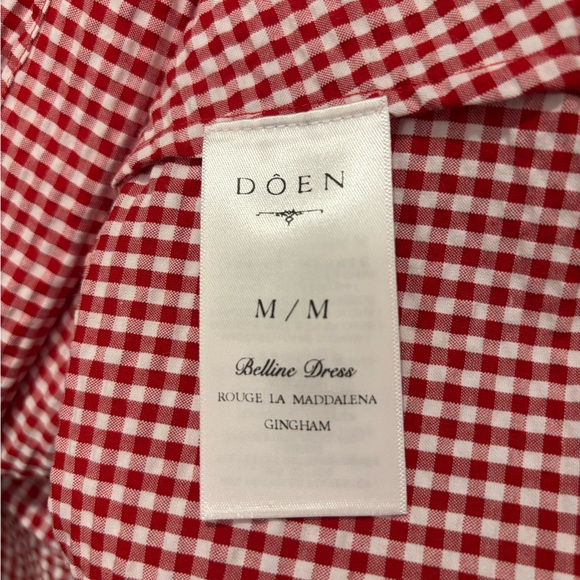 DÔEN
M / M
Belline Dress
ROUGE LA MADDALENA
GINGHAM